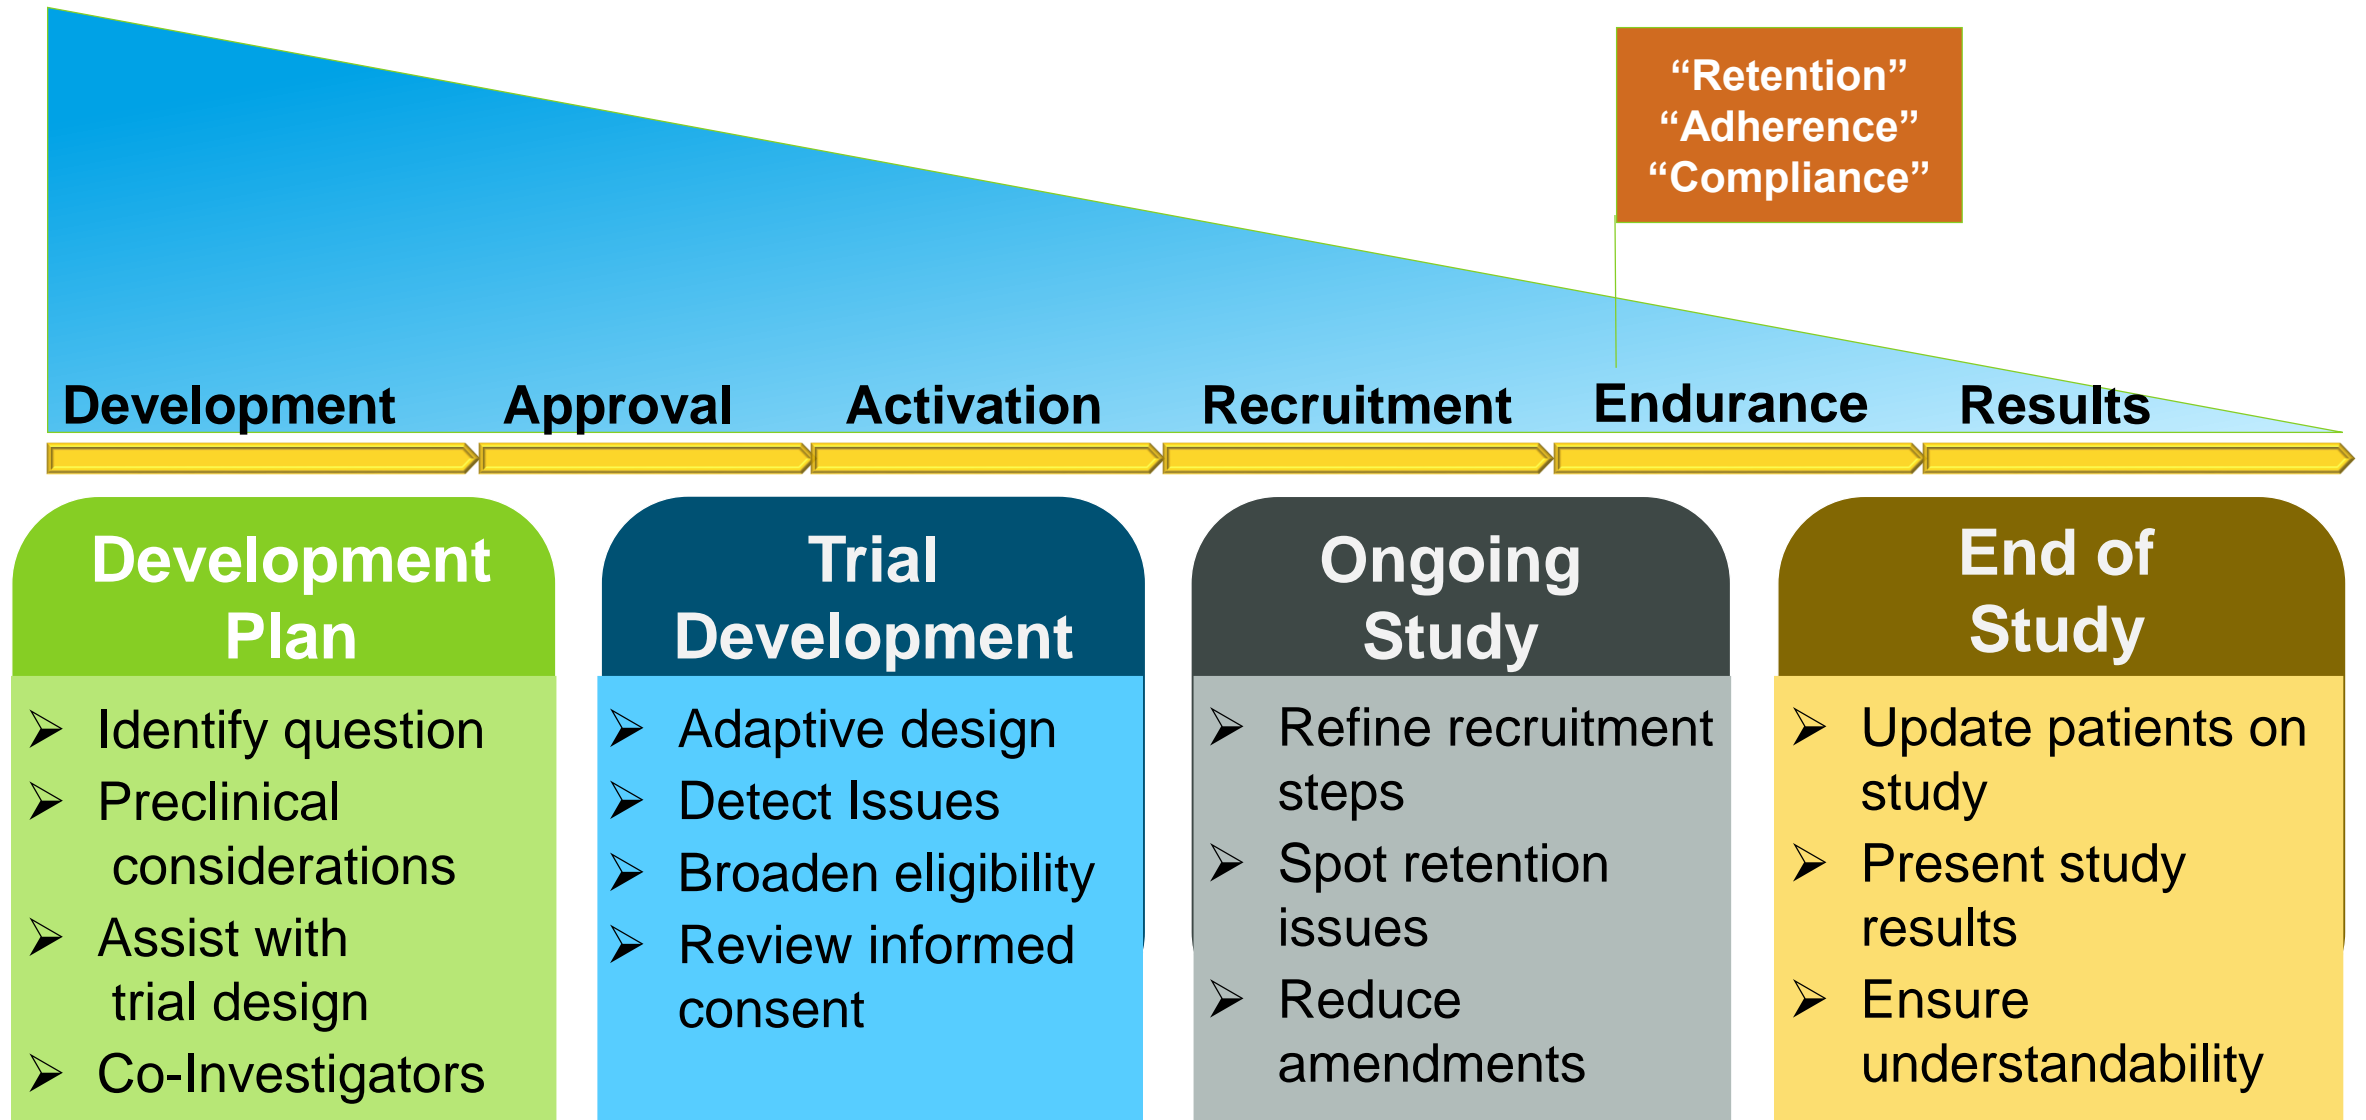 “Retention”
“Adherence”
“Compliance”
Development
Approval
Activation
Recruitment
Endurance
Results
Development
Plan
➢ Identify question
➢ Preclinical
considerations
➢ Assist with
trial design
➢ Co-Investigators
Trial
Development
➢ Adaptive design
➢ Detect Issues
➢ Broaden eligibility
➢ Review informed
consent
Ongoing
Study
➢ Refine recruitment
steps
➢ Spot retention
issues
➢ Reduce
amendments
End of
Study
➢ Update patients on
study
➢ Present study
results
➢ Ensure
understandability